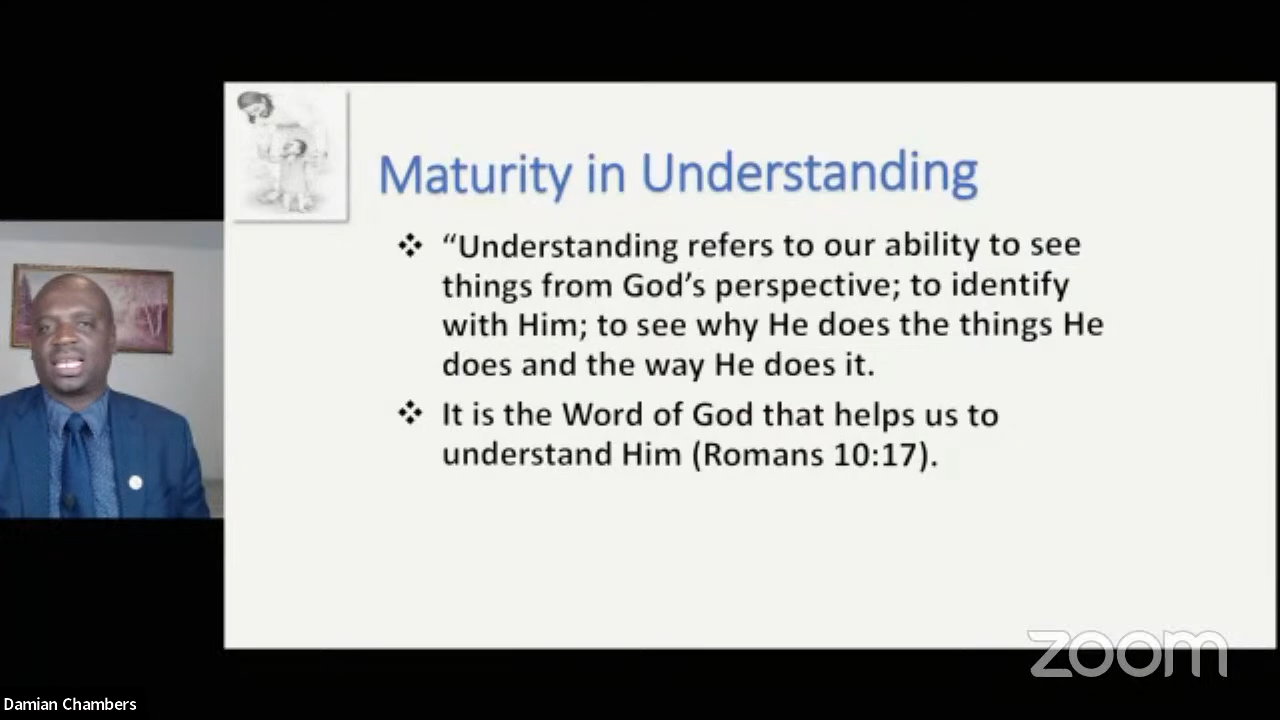 Maturity in Understanding
❖ “Understanding refers to our ability to see
things from God’s perspective; to identify
with Him; to see why He does the things He
does and the way He does it.
❖ It is the Word of God that helps us to
understand Him (Romans 10:17).
zoom
Damian Chambers